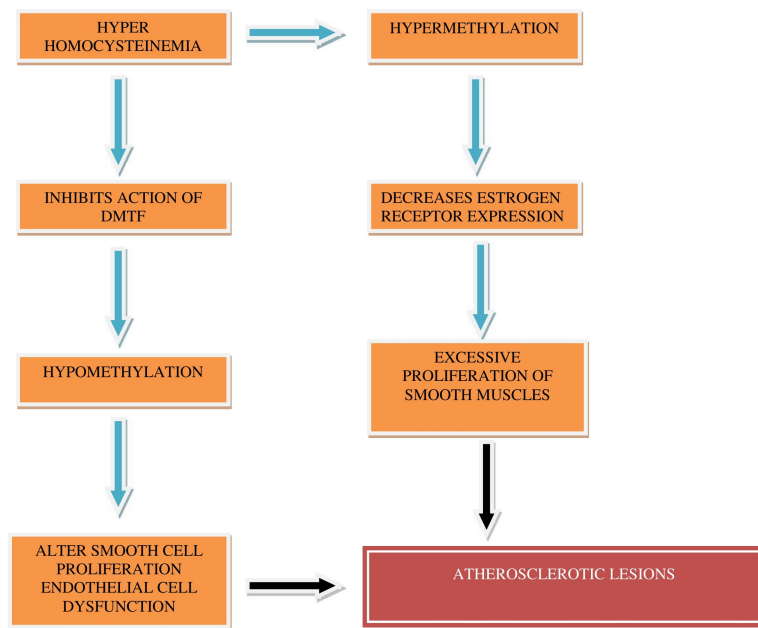 HYPER
HOMOCYSTEINEMIA
HYPERMETHYLATION
INHIBITS ACTION OF
DMTF
DECREASES ESTROGEN
RECEPTOR EXPRESSION
HYPOMETHYLATION
EXCESSIVE
PROLIFERATION OF
SMOOTH MUSCLES
ALTER SMOOTH CELL
PROLIFERATION
ENDOTHELIAL CELL
DYSFUNCTION
ATHEROSCLEROTIC LESIONS